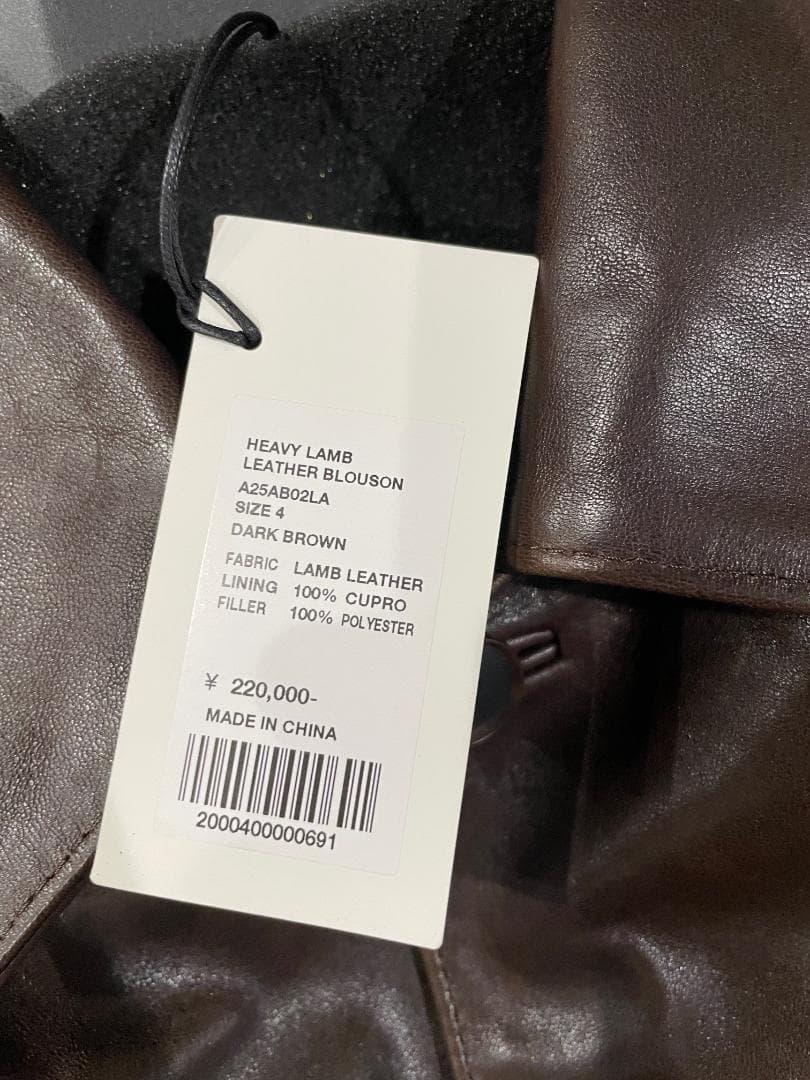 HEAVY LAMB
LEATHER BLOUSON
A25AB02LA
SIZE 4
DARK BROWN
FABRIC LAMB LEATHER
LINING 100% CUPRO
FILLER 100% POLYESTER
¥ 220,000-
MADE IN CHINA
2000400000691